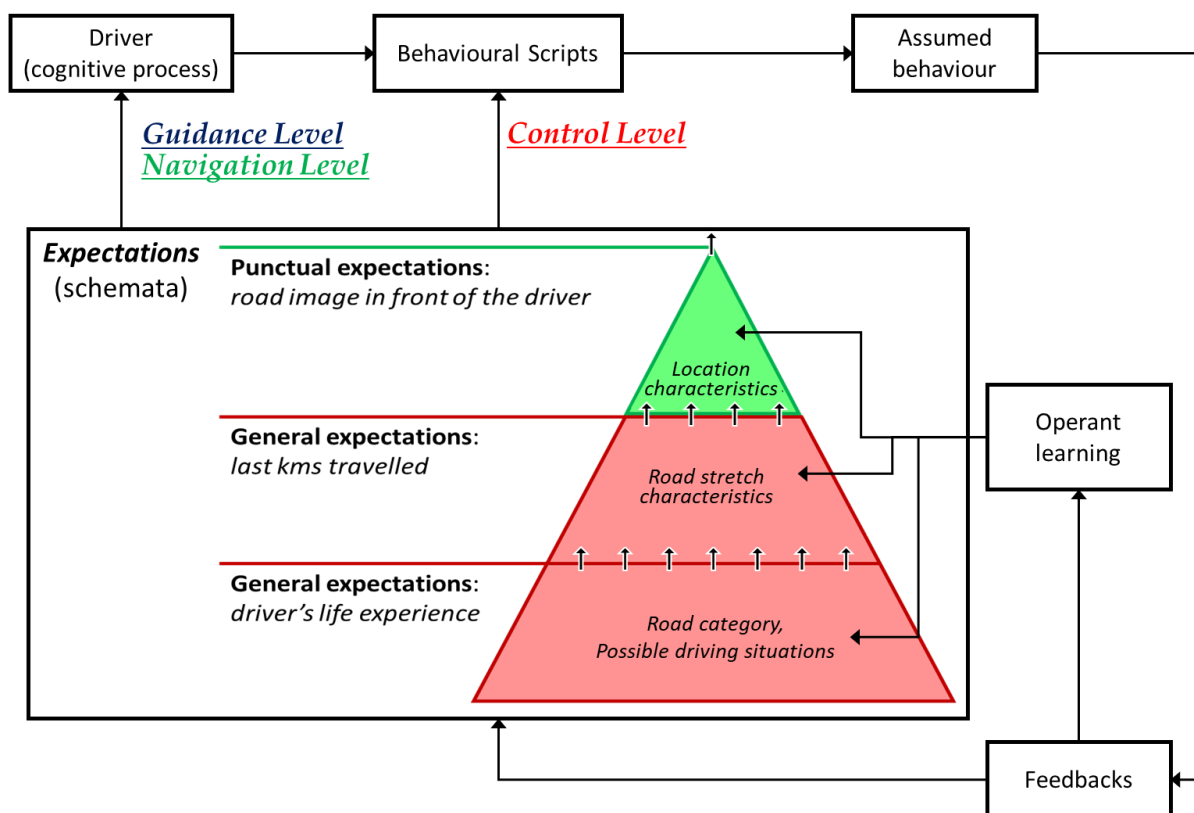 Driver
(cognitive process)
Behavioural Scripts
Assumed
behaviour
Guidance Level
Navigation Level
Control Level
Expectations
(schemata)
Punctual expectations:
road image in front of the driver
Location
characteristics
General expectations:
last kms travelled
Road stretch
characteristics
Operant
learning
General expectations:
driver's life experience
Road category,
Possible driving situations
Feedbacks